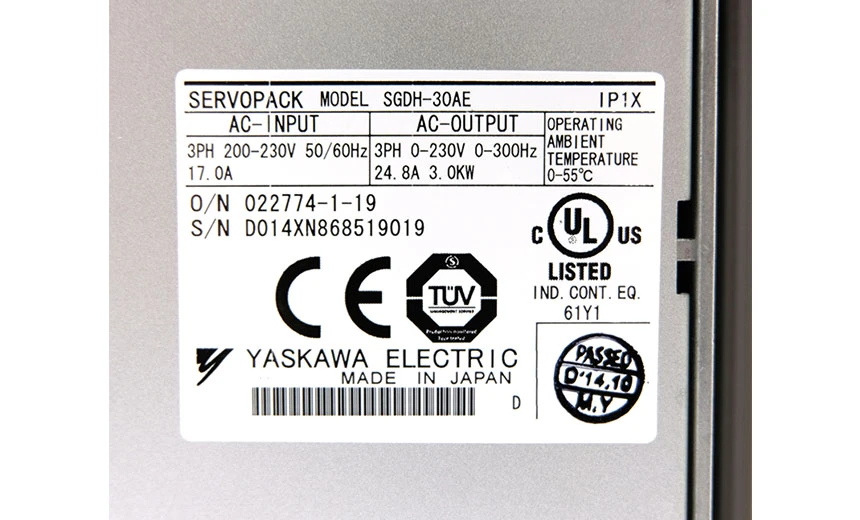 SERVOPACK MODEL SGDH-30AE IP1X
AC-INPUT
3PH 200-230V 50/60Hz
17.0A
AC-OUTPUT
3PH 0-230V 0-300Hz
24.8A 3.0KW
OPERATING
AMBIENT
TEMPERATURE
0-55℃
O/N 022774-1-19
S/N D014XN868519019
C UL US
LISTED
IND. CONT. EQ.
61Y1
CE
TÜV
YASKAWA ELECTRIC
MADE IN JAPAN
D
PASSED
D'14.10
M.Y